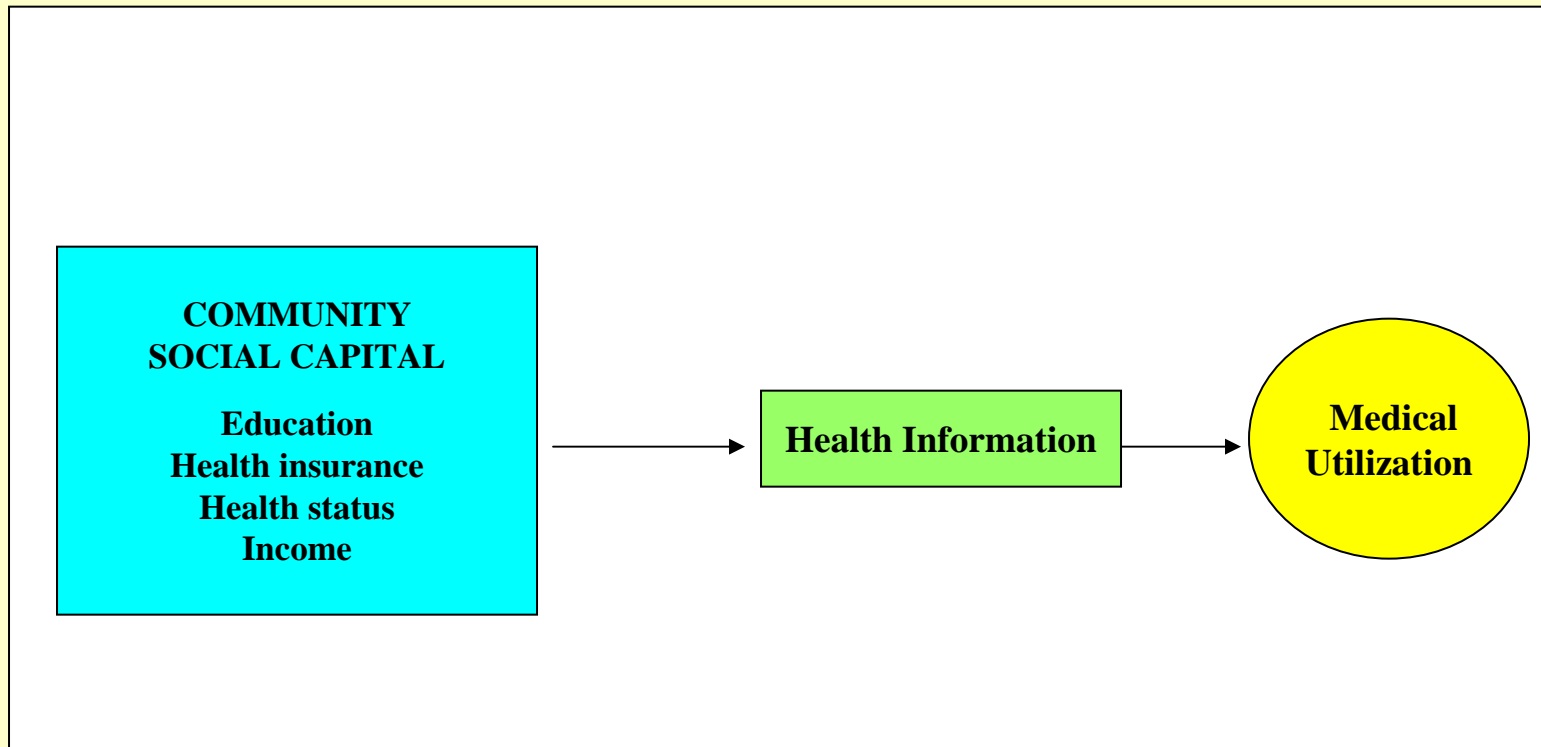 COMMUNITY
SOCIAL CAPITAL
Education
Health insurance
Health status
Income
Health Information
Medical
Utilization